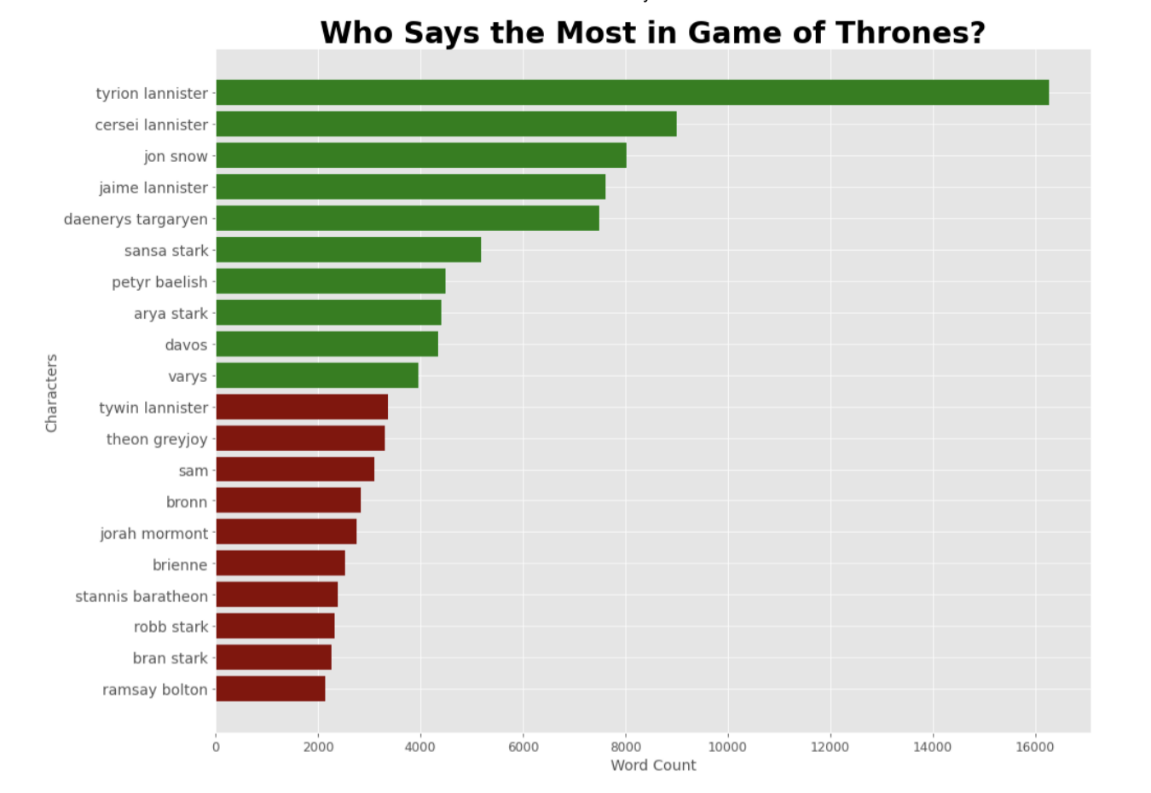 Who Says the Most in Game of Thrones?
tyrion lannister
cersei lannister
jon snow
jaime lannister
daenerys targaryen
sansa stark
petyr baelish
arya stark
davos
varys
tywin lannister
theon greyjoy
sam
bronn
jorah mormont
brienne
stannis baratheon
robb stark
bran stark
ramsay bolton
Characters
0 2000 4000 6000 8000 10000 12000 14000 16000
Word Count